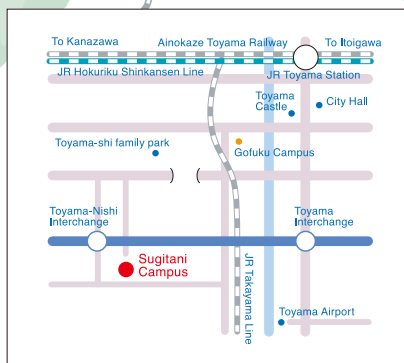 To Kanazawa
Ainokaze Toyama Railway
To Itoigawa
JR Hokuriku Shinkansen Line
JR Toyama Station
Toyama
Castle
City Hall
Toyama-shi family park
Gofuku Campus
Toyama-Nishi
Interchange
Toyama
Interchange
Sugitani
Campus
JR Takayama Line
Toyama Airport